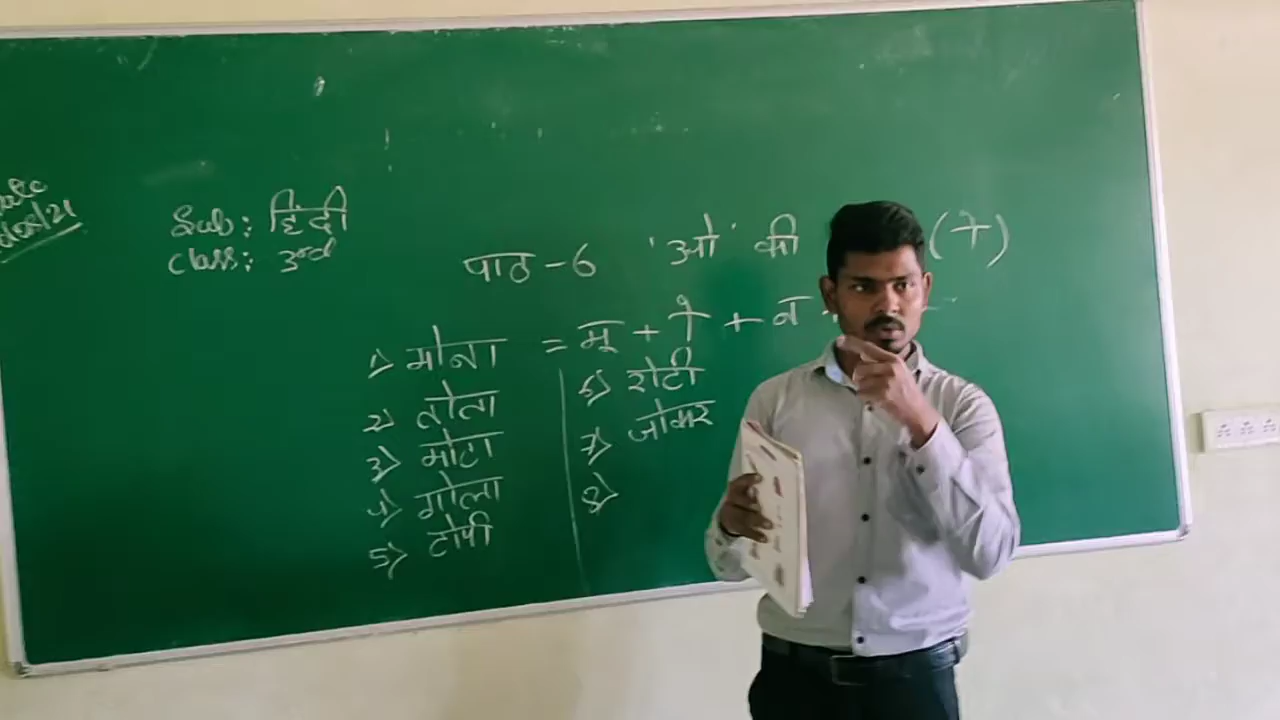 Sub: हिंदी
class: 3rd
पाठ - 6 'ओ' की (ो)
1) मोना = म् + ो + न
2) तोता
3) मोटा
4) गोला
5) टोपी
6) रोटी
7) जोकर
8)